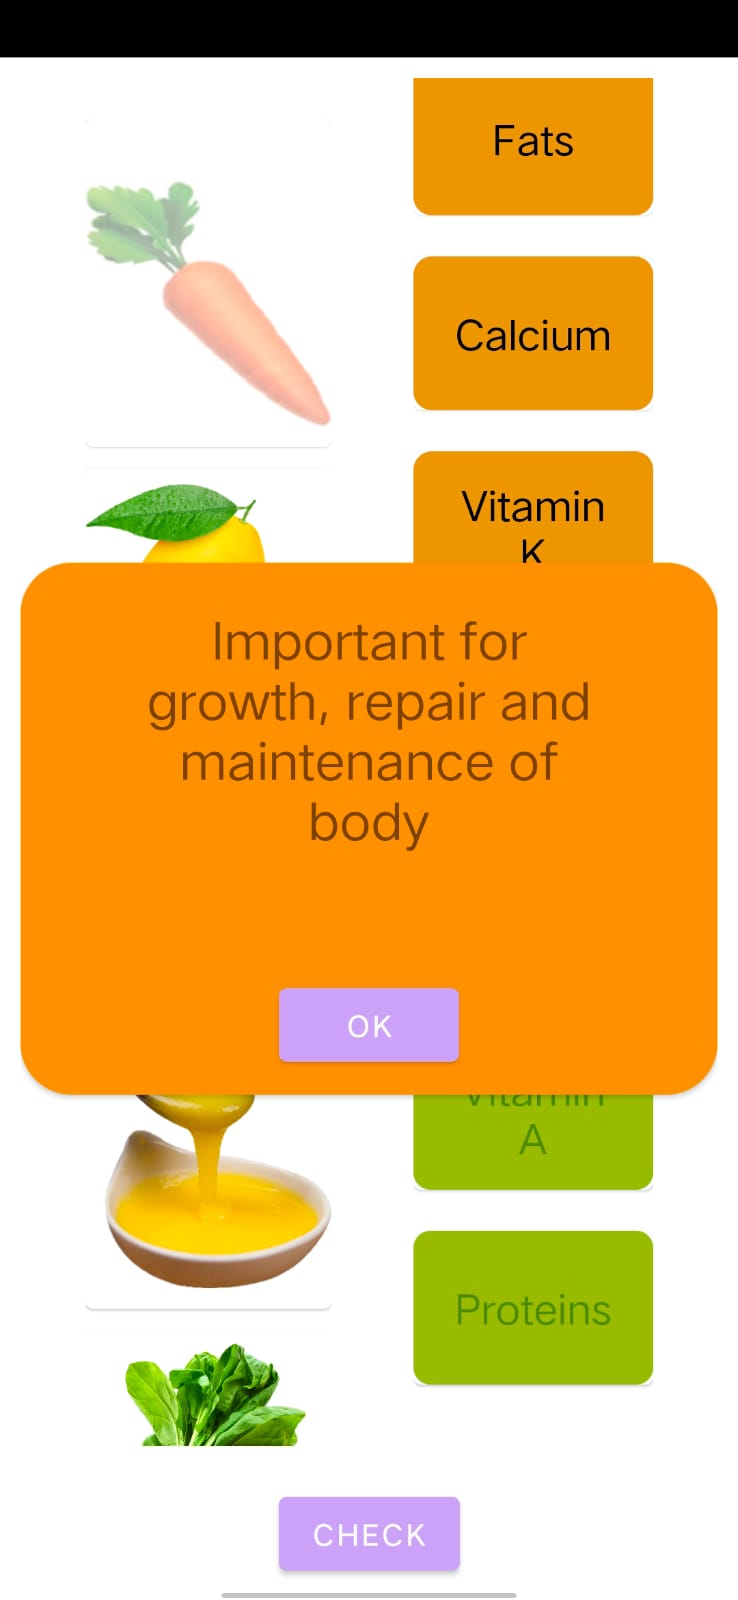 Fats
Calcium
Vitamin
K
Important for
growth, repair and
maintenance of
body
OK
Vitamin
A
Proteins
CHECK